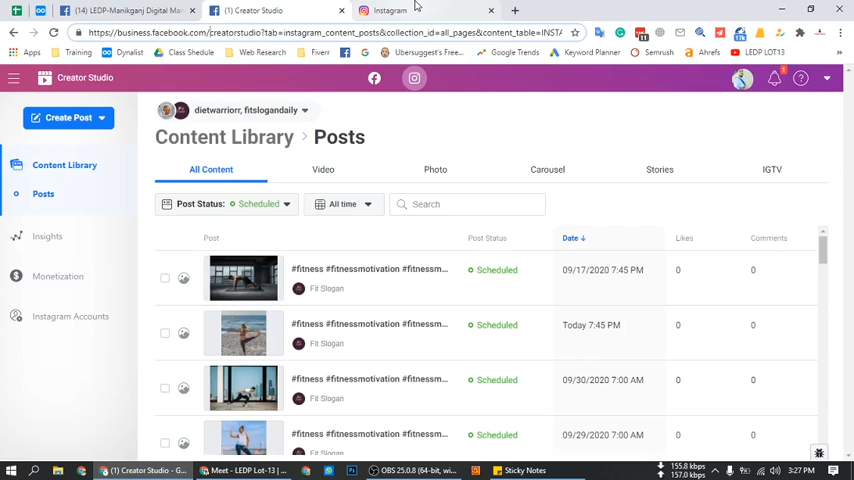 (14) LEDP-Manikganj Digital Mar
(1) Creator Studio
Instagram
https://business.facebook.com/creatorstudio?tab=instagram_content_posts&collection_id=all_pages&content_table=INSTA
Apps
Training
Dynalist
Class Shedule
Web Research
Fiverr
Ubersuggest's Free...
Google Trends
Keyword Planner
Semrush
Ahrefs
LEDP LOT13
Creator Studio
Create Post
dietwarriorr, fitslogandaily
Content Library > Posts
Content Library
Posts
Insights
Monetization
Instagram Accounts
All Content
Video
Photo
Carousel
Stories
IGTV
Post Status: Scheduled
All time
Search
Post
Post Status
Date ↓
Likes
Comments
#fitness #fitnessmotivation #fitnessm...
Fit Slogan
Scheduled
09/17/2020 7:45 PM
0
0
#fitness #fitnessmotivation #fitnessm...
Fit Slogan
Scheduled
Today 7:45 PM
0
0
#fitness #fitnessmotivation #fitnessm...
Fit Slogan
Scheduled
09/30/2020 7:00 AM
0
0
#fitness #fitnessmotivation #fitnessm...
Scheduled
09/29/2020 7:00 AM
0
0
(1) Creator Studio - G...
Meet - LEDP Lot-13 | ...
OBS 25.0.8 (64-bit, wi...
Sticky Notes
155.8 kbps
157.0 kbps
3:27 PM